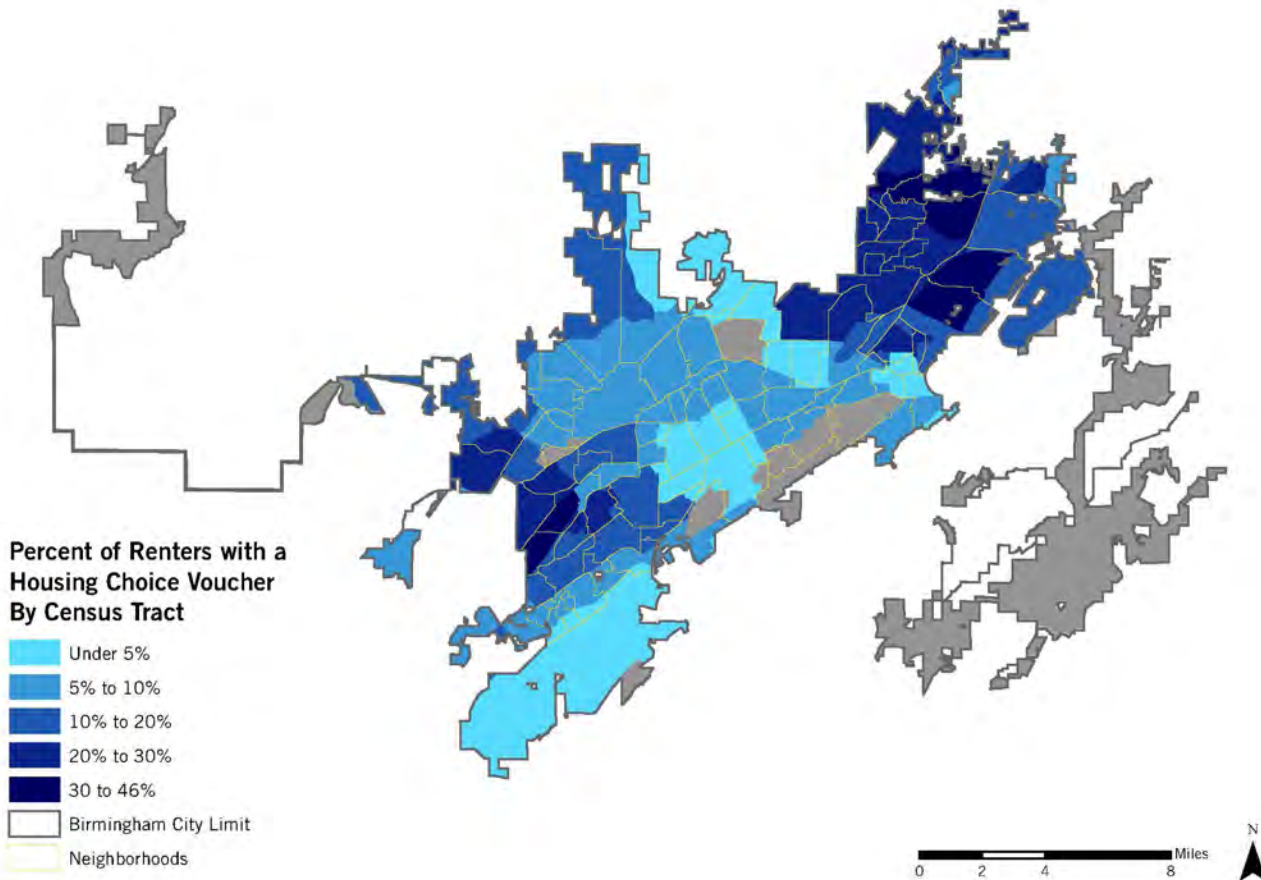 Percent of Renters with a
Housing Choice Voucher
By Census Tract
Under 5%
5% to 10%
10% to 20%
20% to 30%
30 to 46%
Birmingham City Limit
Neighborhoods
N
Miles
0 2 4 8